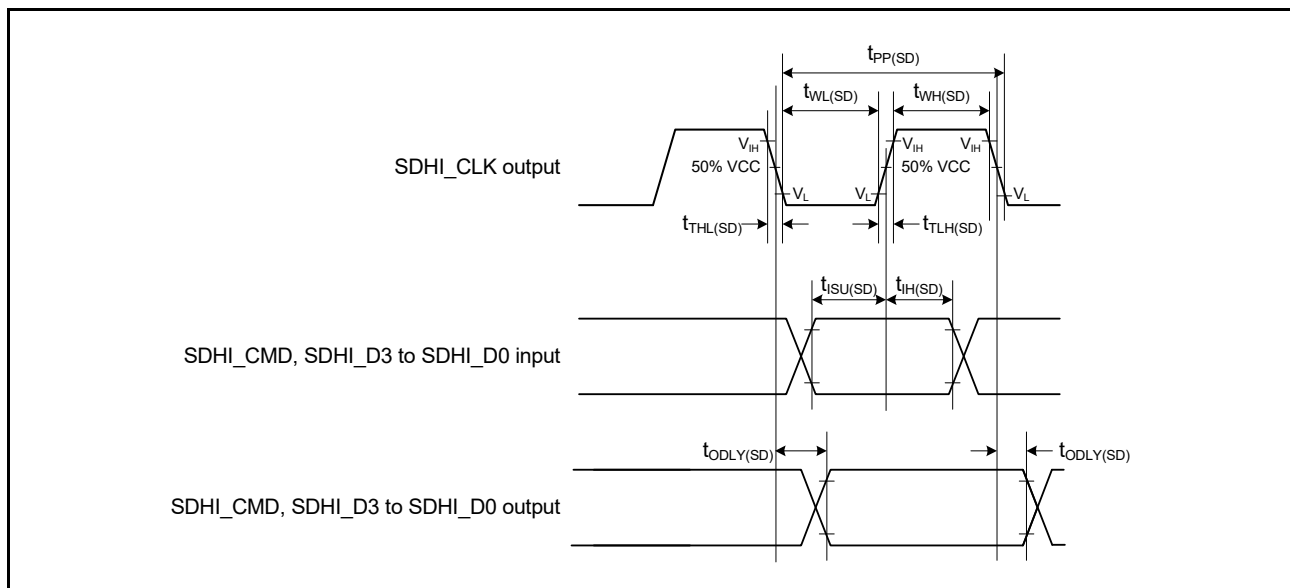 tPP(SD)
tWL(SD) tWH(SD)
VIH VIH VIH
SDHI_CLK output 50% VCC 50% VCC
VL VL VL
tTHL(SD) tTLH(SD)
tISU(SD) tIH(SD)
SDHI_CMD, SDHI_D3 to SDHI_D0 input
tODLY(SD) tODLY(SD)
SDHI_CMD, SDHI_D3 to SDHI_D0 output